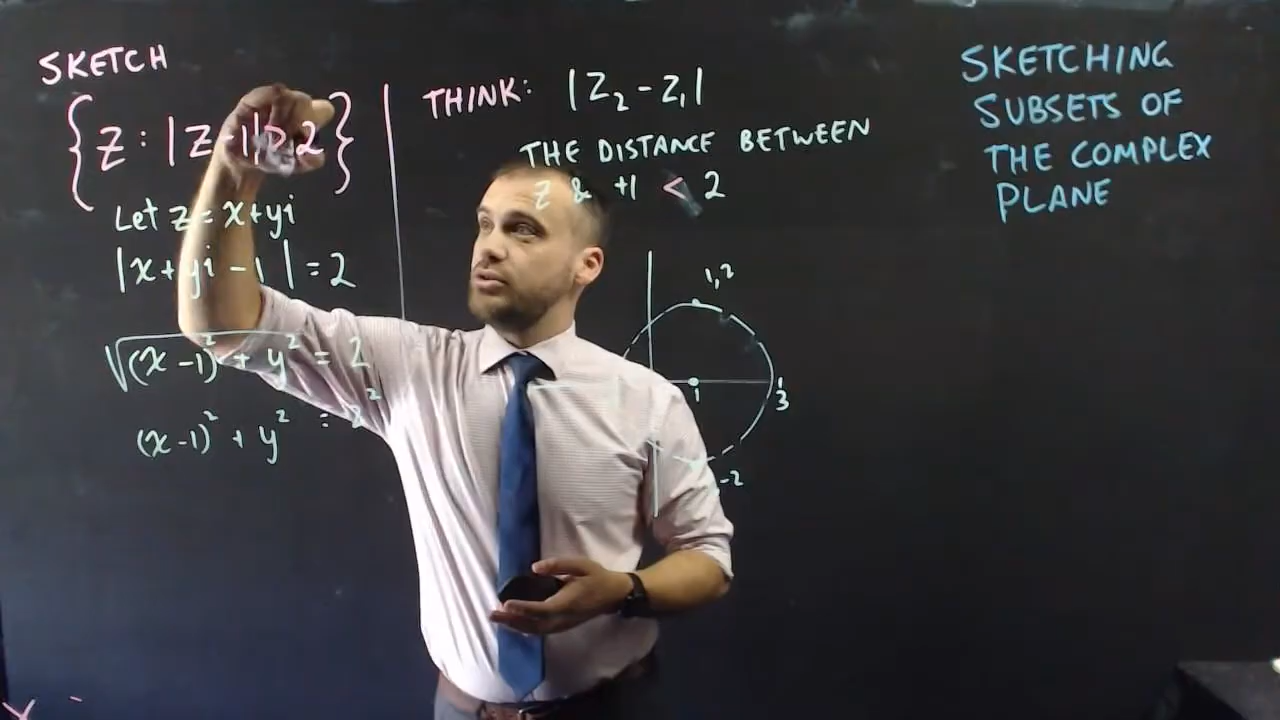 SKETCH
{ z : |z-1| > 2 }
Let z = x+yi
|x+yi -1| = 2
√(x-1)² + y² = 2
(x-1)² + y² = 2²
THINK: |Z₂ - Z₁|
THE DISTANCE BETWEEN
z & +1 < 2
1,2
1
3
-2
SKETCHING
SUBSETS OF
THE COMPLEX
PLANE